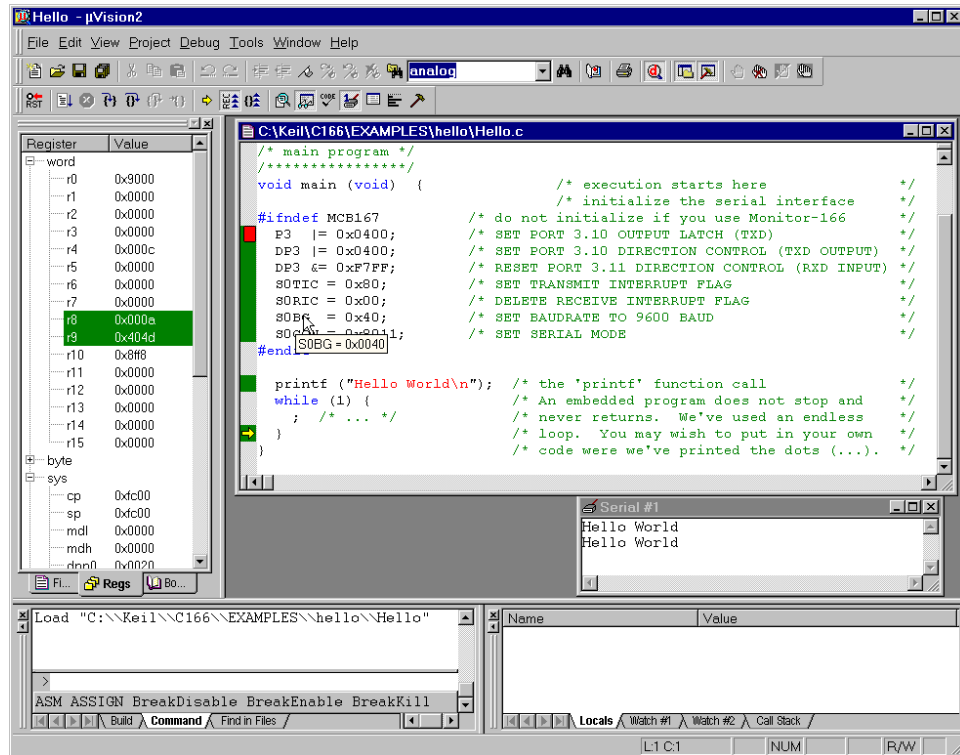 Hello - µVision2
File Edit View Project Debug Tools Window Help
analog
RST
CODE
Register Value
word
r0 0x9000
r1 0x0000
r2 0x0000
r3 0x0000
r4 0x000c
r5 0x0000
r6 0x0000
r7 0x0000
r8 0x000a
r9 0x404d
r10 0x8ff8
r11 0x0000
r12 0x0000
r13 0x0000
r14 0x0000
r15 0x0000
byte
sys
cp 0xfc00
sp 0xfc00
mdl 0x0000
mdh 0x0000
dpp0 0x0020
Fi... Regs Bo...
C:\Keil\C166\EXAMPLES\hello\Hello.c
/* main program */
/****************/
void main (void) { /* execution starts here */
/* initialize the serial interface */
#ifndef MCB167 /* do not initialize if you use Monitor-166 */
P3 |= 0x0400; /* SET PORT 3.10 OUTPUT LATCH (TXD) */
DP3 |= 0x0400; /* SET PORT 3.10 DIRECTION CONTROL (TXD OUTPUT) */
DP3 &= 0xF7FF; /* RESET PORT 3.11 DIRECTION CONTROL (RXD INPUT) */
S0TIC = 0x80; /* SET TRANSMIT INTERRUPT FLAG */
S0RIC = 0x00; /* DELETE RECEIVE INTERRUPT FLAG */
S0BG = 0x40; /* SET BAUDRATE TO 9600 BAUD */
= 0x8011; /* SET SERIAL MODE */
S0BG = 0x0040
printf ("Hello World\n"); /* the 'printf' function call */
while (1) { /* An embedded program does not stop and */
; /* ... */ /* never returns. We've used an endless */
} /* loop. You may wish to put in your own */
} /* code were we've printed the dots (...). */
Serial #1
Hello World
Hello World
Load "C:\\Keil\\C166\\EXAMPLES\\hello\\Hello"
>
ASM ASSIGN BreakDisable BreakEnable BreakKill
Build Command Find in Files
Name Value
Locals Watch #1 Watch #2 Call Stack
L:1 C:1 NUM R/W